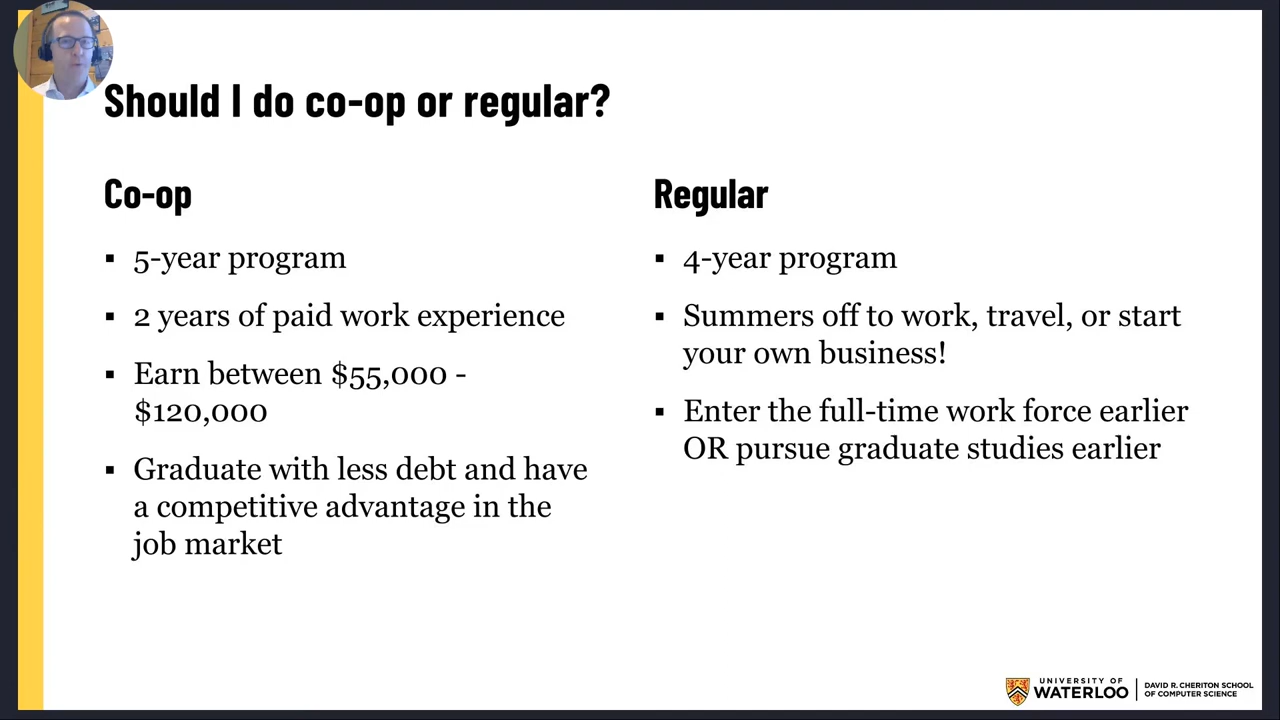 Should I do co-op or regular?
Co-op
▪ 5-year program
▪ 2 years of paid work experience
▪ Earn between $55,000 -
$120,000
▪ Graduate with less debt and have
a competitive advantage in the
job market
Regular
▪ 4-year program
▪ Summers off to work, travel, or start
your own business!
▪ Enter the full-time work force earlier
OR pursue graduate studies earlier
UNIVERSITY OF
WATERLOO
DAVID R. CHERITON SCHOOL
OF COMPUTER SCIENCE